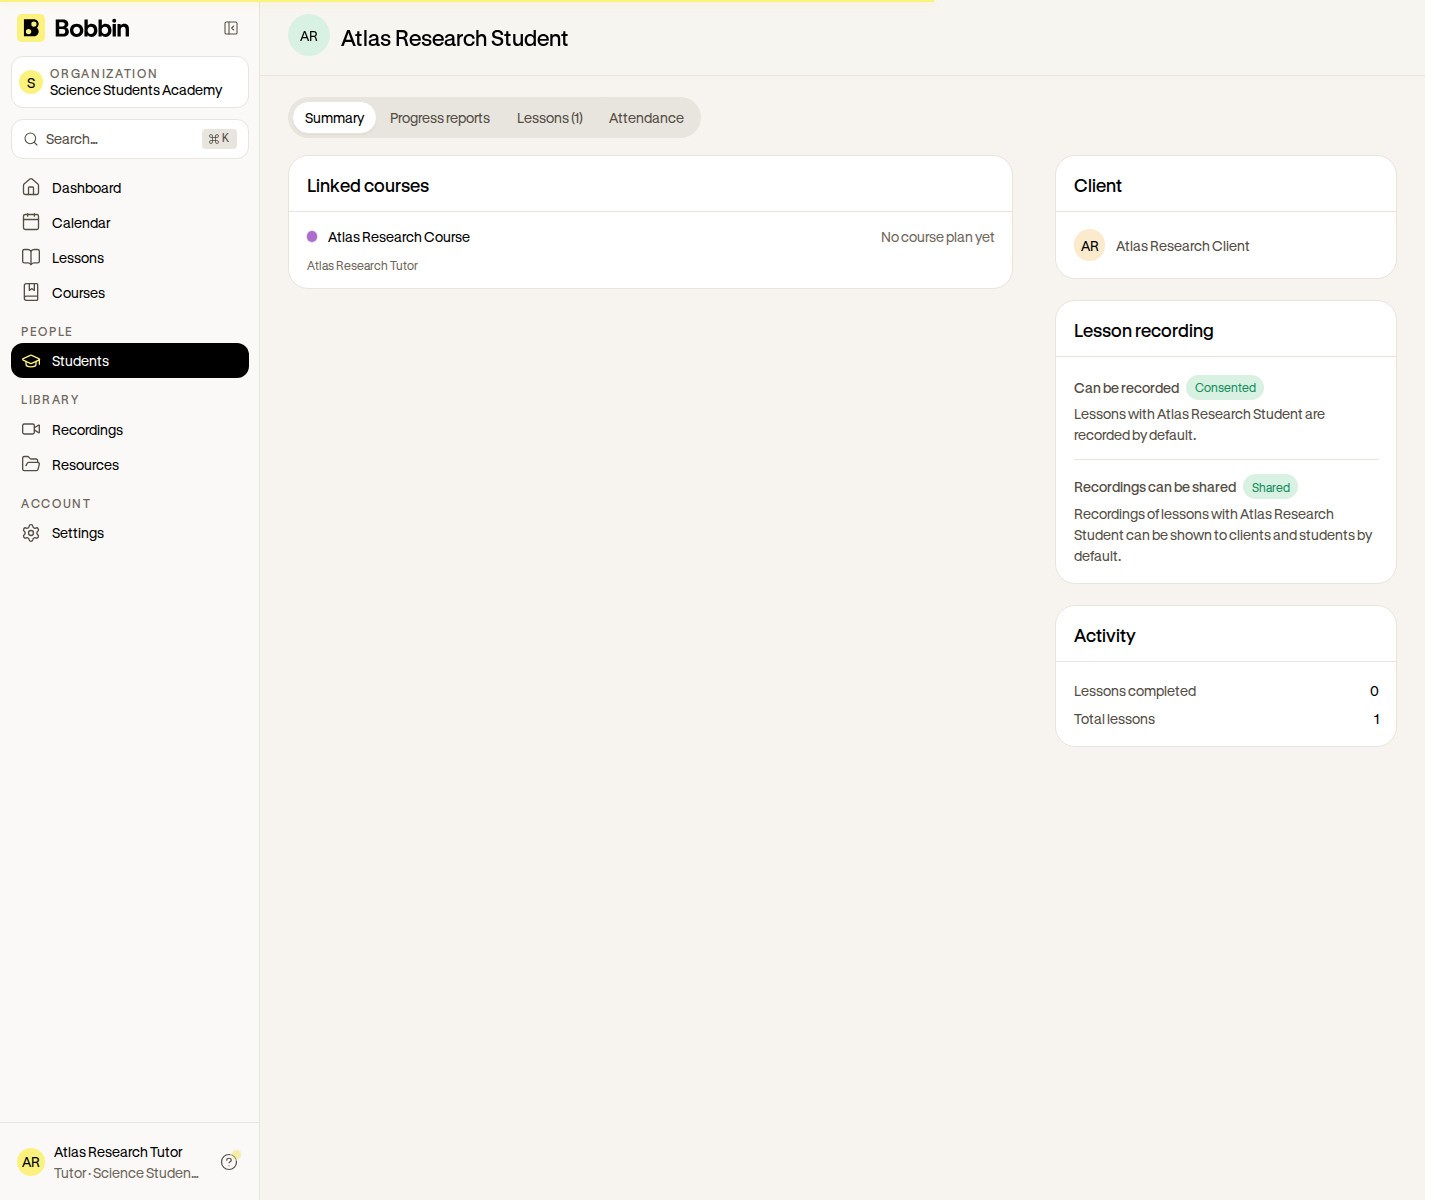 Bobbin
ORGANIZATION
S
Science Students Academy
Search...
⌘ K
Dashboard
Calendar
Lessons
Courses
PEOPLE
Students
LIBRARY
Recordings
Resources
ACCOUNT
Settings
AR
Atlas Research Tutor
Tutor · Science Studen...
AR
Atlas Research Student
Summary
Progress reports
Lessons (1)
Attendance
Linked courses
Atlas Research Course
No course plan yet
Atlas Research Tutor
Client
AR
Atlas Research Client
Lesson recording
Can be recorded
Consented
Lessons with Atlas Research Student are
recorded by default.
Recordings can be shared
Shared
Recordings of lessons with Atlas Research
Student can be shown to clients and students by
default.
Activity
Lessons completed
0
Total lessons
1